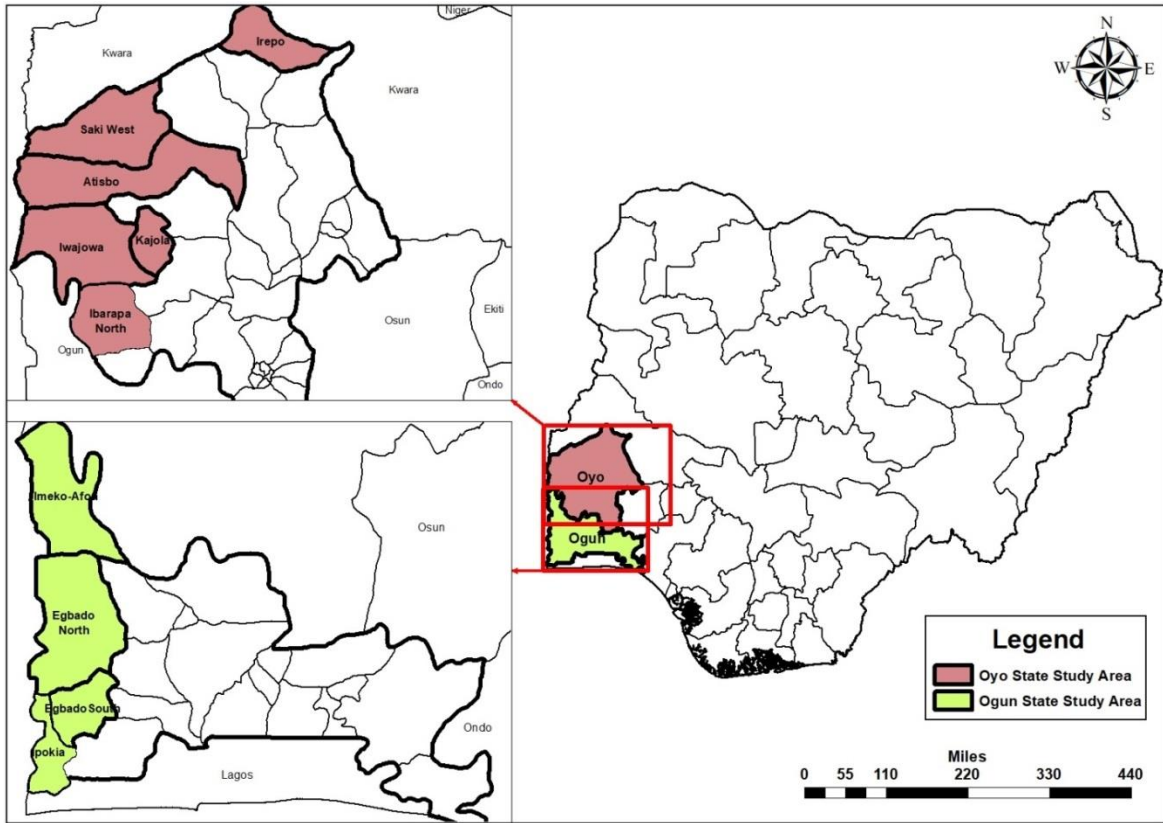 Niger
Irepo
Kwara
Kwara
Saki West
Atisbo
Iwajowa
Kajola
Ibarapa
North
Ogun
Osun
Ekiti
Ondo
Imeko-Afon
Egbado
North
Egbado South
Ipokia
Osun
Ondo
Lagos
N
W
E
S
Oyo
Ogun
Legend
Oyo State Study Area
Ogun State Study Area
Miles
0 55 110 220 330 440